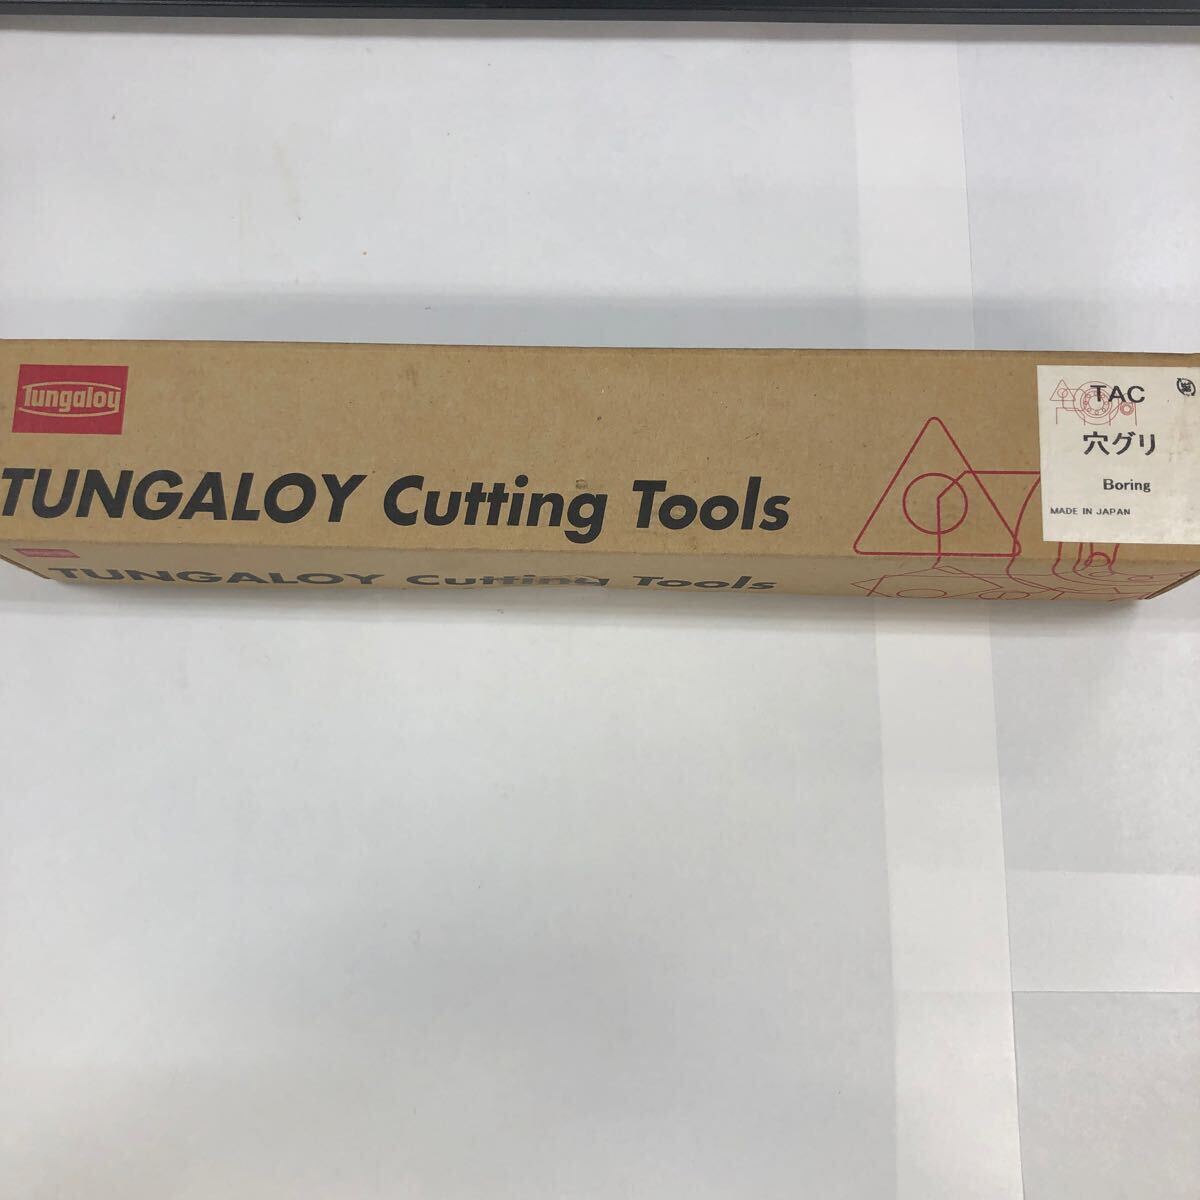 Tungaloy
TUNGALOY Cutting Tools
TAC
穴グリ
Boring
MADE IN JAPAN
TUNGALOY Cutting Tools